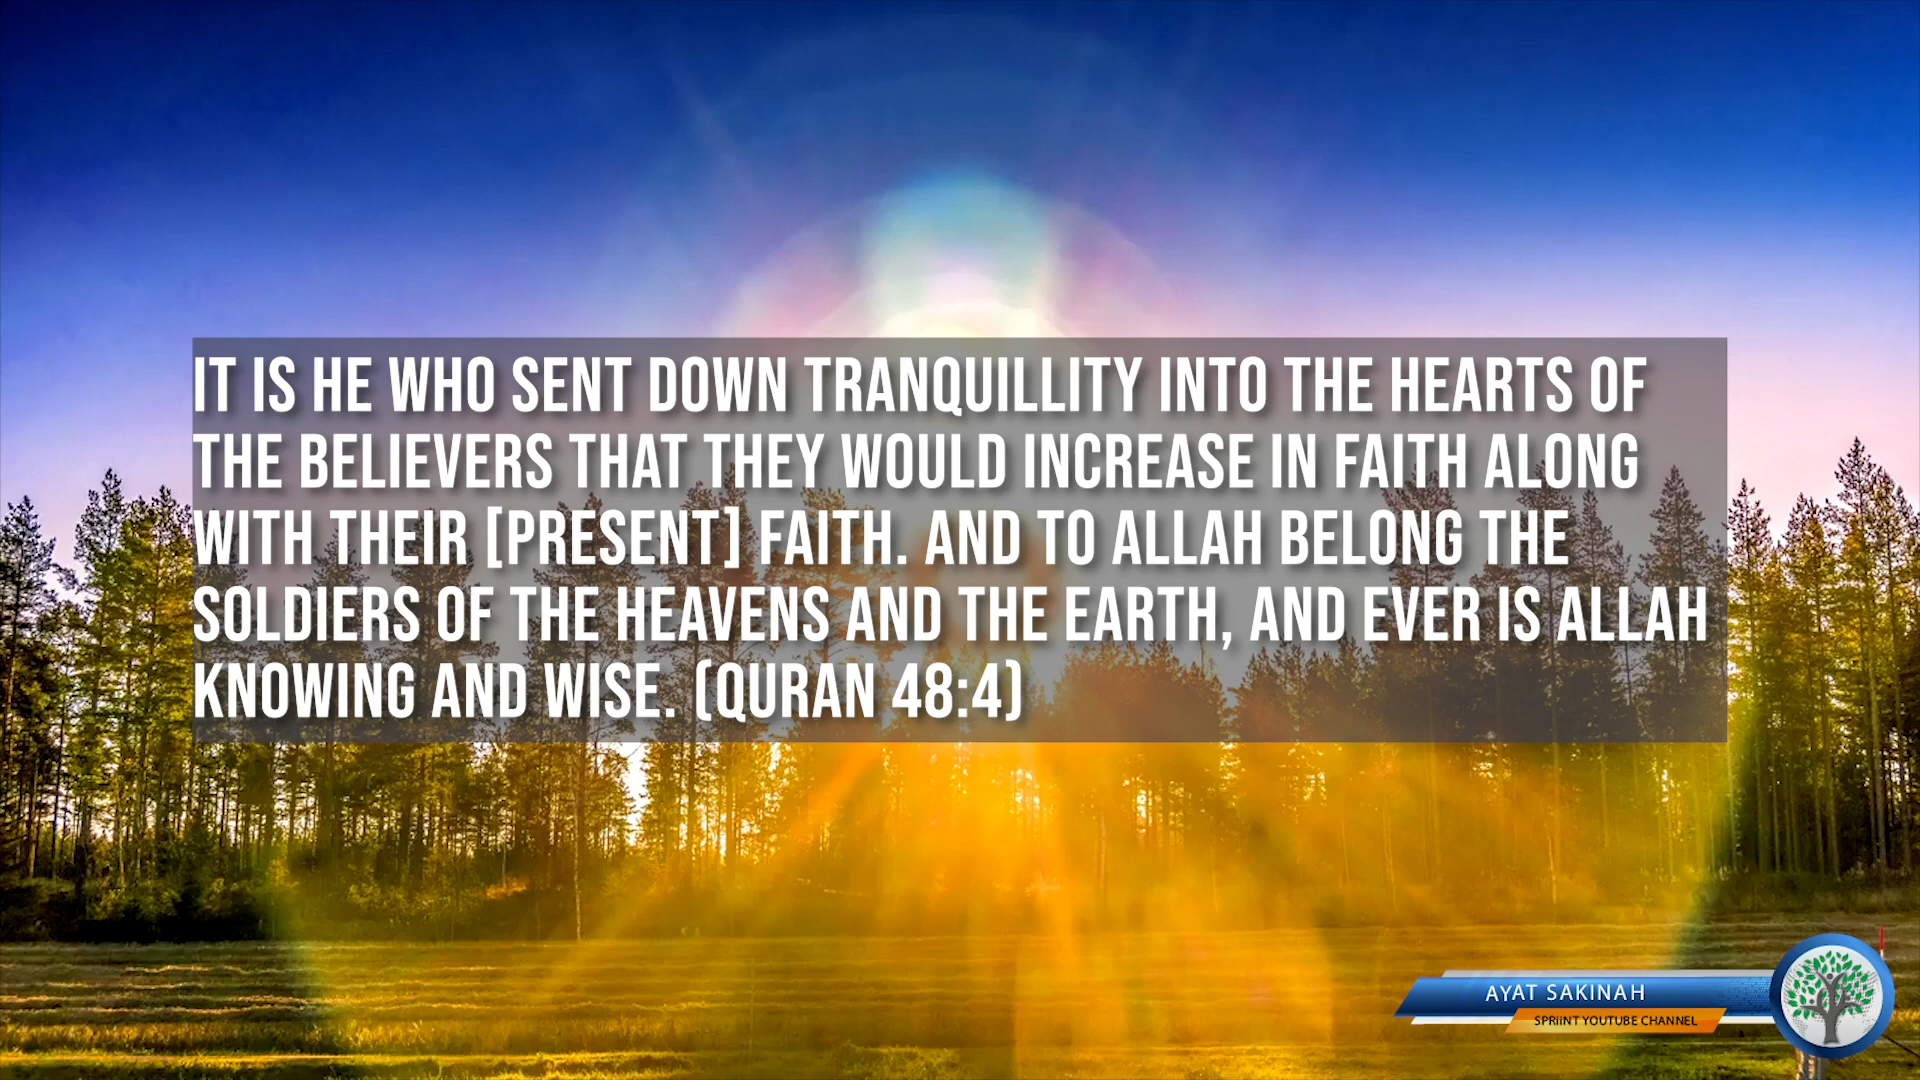 IT IS HE WHO SENT DOWN TRANQUILLITY INTO THE HEARTS OF
THE BELIEVERS THAT THEY WOULD INCREASE IN FAITH ALONG
WITH THEIR [PRESENT] FAITH. AND TO ALLAH BELONG THE
SOLDIERS OF THE HEAVENS AND THE EARTH, AND EVER IS ALLAH
KNOWING AND WISE. (QURAN 48:4)
AYAT SAKINAH
SPRiiNT YOUTUBE CHANNEL